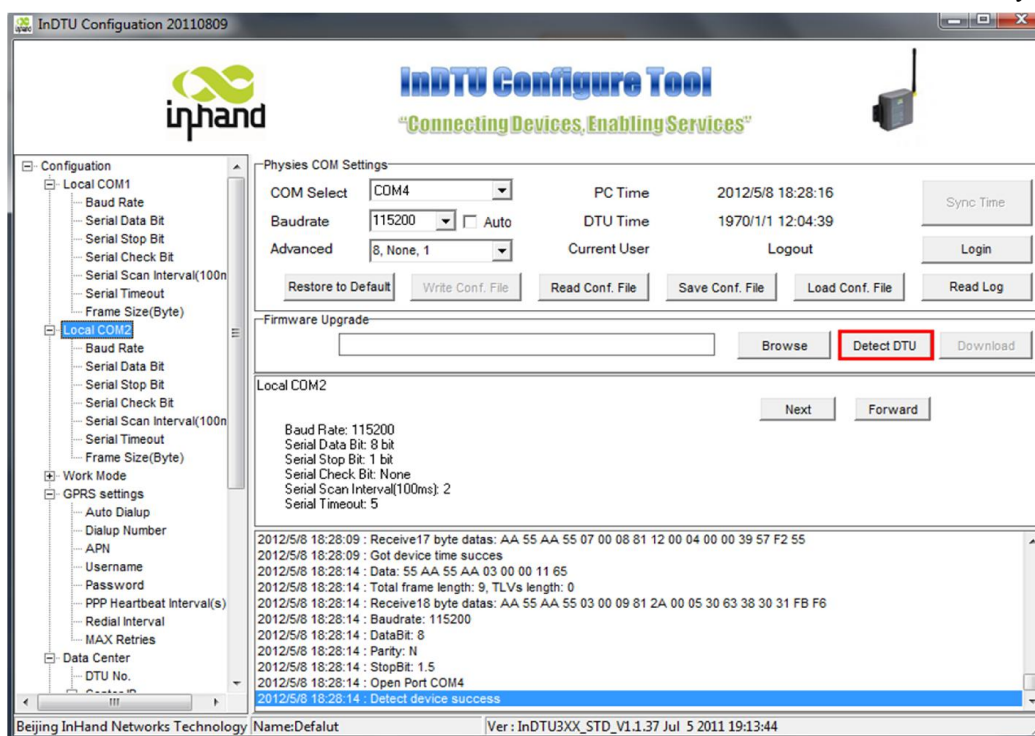 InDTU Configuation 20110809
inhand
InDTU Configure Tool
"Connecting Devices, Enabling Services"
Configuation
Local COM1
Baud Rate
Serial Data Bit
Serial Stop Bit
Serial Check Bit
Serial Scan Interval(100n
Serial Timeout
Frame Size(Byte)
Local COM2
Baud Rate
Serial Data Bit
Serial Stop Bit
Serial Check Bit
Serial Scan Interval(100n
Serial Timeout
Frame Size(Byte)
Work Mode
GPRS settings
Auto Dialup
Dialup Number
APN
Username
Password
PPP Heartbeat Interval(s)
Redial Interval
MAX Retries
Data Center
DTU No.
Physies COM Settings
COM Select COM4 PC Time 2012/5/8 18:28:16 Sync Time
Baudrate 115200 Auto DTU Time 1970/1/1 12:04:39
Advanced 8, None, 1 Current User Logout Login
Restore to Default Write Conf. File Read Conf. File Save Conf. File Load Conf. File Read Log
Firmware Upgrade
Browse Detect DTU Download
Local COM2
Next Forward
Baud Rate: 115200
Serial Data Bit: 8 bit
Serial Stop Bit: 1 bit
Serial Check Bit: None
Serial Scan Interval(100ms): 2
Serial Timeout: 5
2012/5/8 18:28:09 : Receive17 byte datas: AA 55 AA 55 07 00 08 81 12 00 04 00 00 39 57 F2 55
2012/5/8 18:28:09 : Got device time succes
2012/5/8 18:28:14 : Data: 55 AA 55 AA 03 00 00 11 65
2012/5/8 18:28:14 : Total frame length: 9, TLVs length: 0
2012/5/8 18:28:14 : Receive18 byte datas: AA 55 AA 55 03 00 09 81 2A 00 05 30 63 38 30 31 FB F6
2012/5/8 18:28:14 : Baudrate: 115200
2012/5/8 18:28:14 : DataBit: 8
2012/5/8 18:28:14 : Parity: N
2012/5/8 18:28:14 : StopBit: 1.5
2012/5/8 18:28:14 : Open Port COM4
2012/5/8 18:28:14 : Detect device success
Beijing InHand Networks Technology Name:Defalut Ver : InDTU3XX_STD_V1.1.37 Jul 5 2011 19:13:44